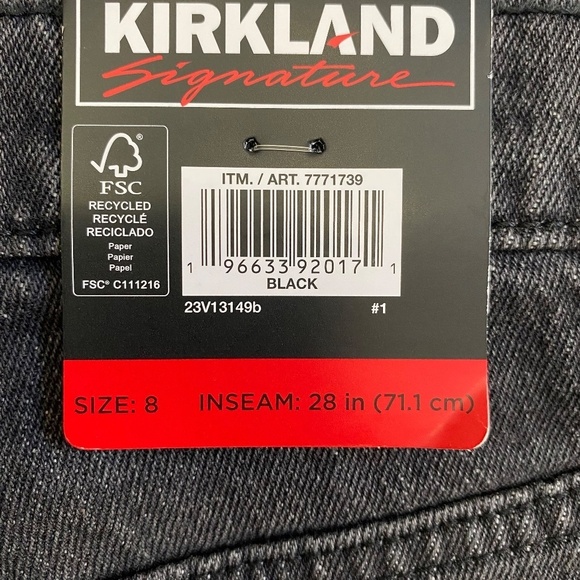 KIRKLAND
Signature
FSC®
RECYCLED
RECYCLÉ
RECICLADO
Paper
Papier
Papel
FSC® C111216
ITM. / ART. 7771739
1 96633 92017 1
BLACK
23V13149b #1
SIZE: 8 INSEAM: 28 in (71.1 cm)